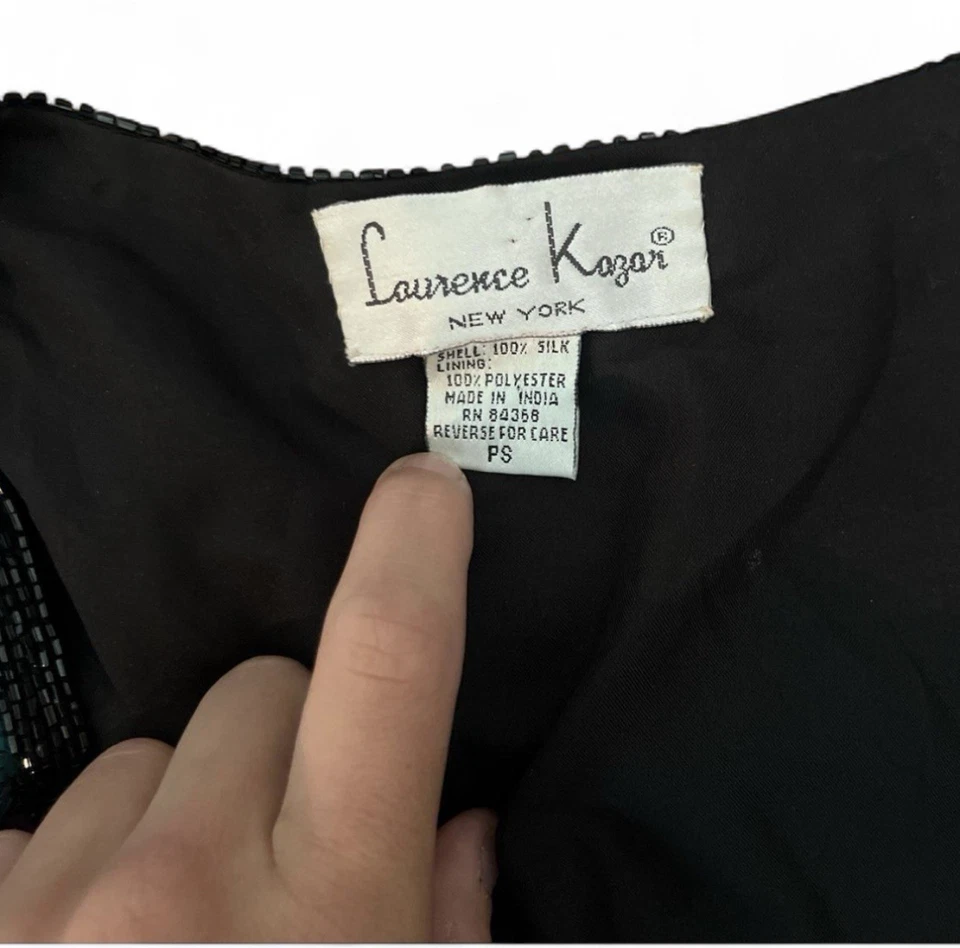 Laurence Kazar®
NEW YORK
SHELL: 100% SILK
LINING:
100% POLYESTER
MADE IN INDIA
RN 84368
REVERSE FOR CARE
PS